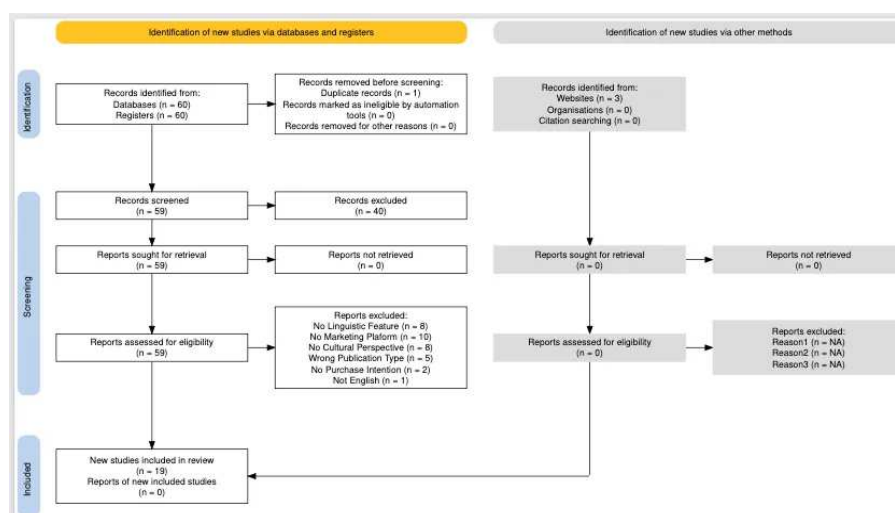 Identification of new studies via databases and registers
Identification of new studies via other methods
Identification
Records identified from:
Databases (n = 60)
Registers (n = 60)
Records removed before screening:
Duplicate records (n = 1)
Records marked as ineligible by automation
tools (n = 0)
Records removed for other reasons (n = 0)
Records identified from:
Websites (n = 3)
Organisations (n = 0)
Citation searching (n = 0)
Screening
Records screened
(n = 59)
Records excluded
(n = 40)
Reports sought for retrieval
(n = 59)
Reports not retrieved
(n = 0)
Reports sought for retrieval
(n = 0)
Reports not retrieved
(n = 0)
Reports assessed for eligibility
(n = 59)
Reports excluded:
No Linguistic Feature (n = 8)
No Marketing Plaform (n = 10)
No Cultural Perspective (n = 8)
Wrong Publication Type (n = 5)
No Purchase Intention (n = 2)
Not English (n = 1)
Reports assessed for eligibility
(n = 0)
Reports excluded:
Reason1 (n = NA)
Reason2 (n = NA)
Reason3 (n = NA)
Included
New studies included in review
(n = 19)
Reports of new included studies
(n = 0)